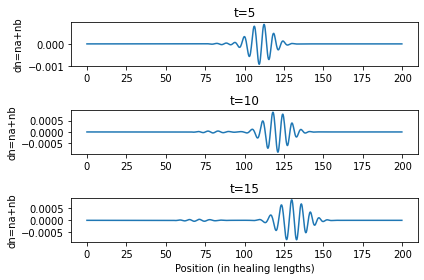 t=5
dn=na+nb
0.000
−0.001
0 25 50 75 100 125 150 175 200
t=10
dn=na+nb
0.0005
0.0000
−0.0005
0 25 50 75 100 125 150 175 200
t=15
dn=na+nb
0.0005
0.0000
−0.0005
0 25 50 75 100 125 150 175 200
Position (in healing lengths)